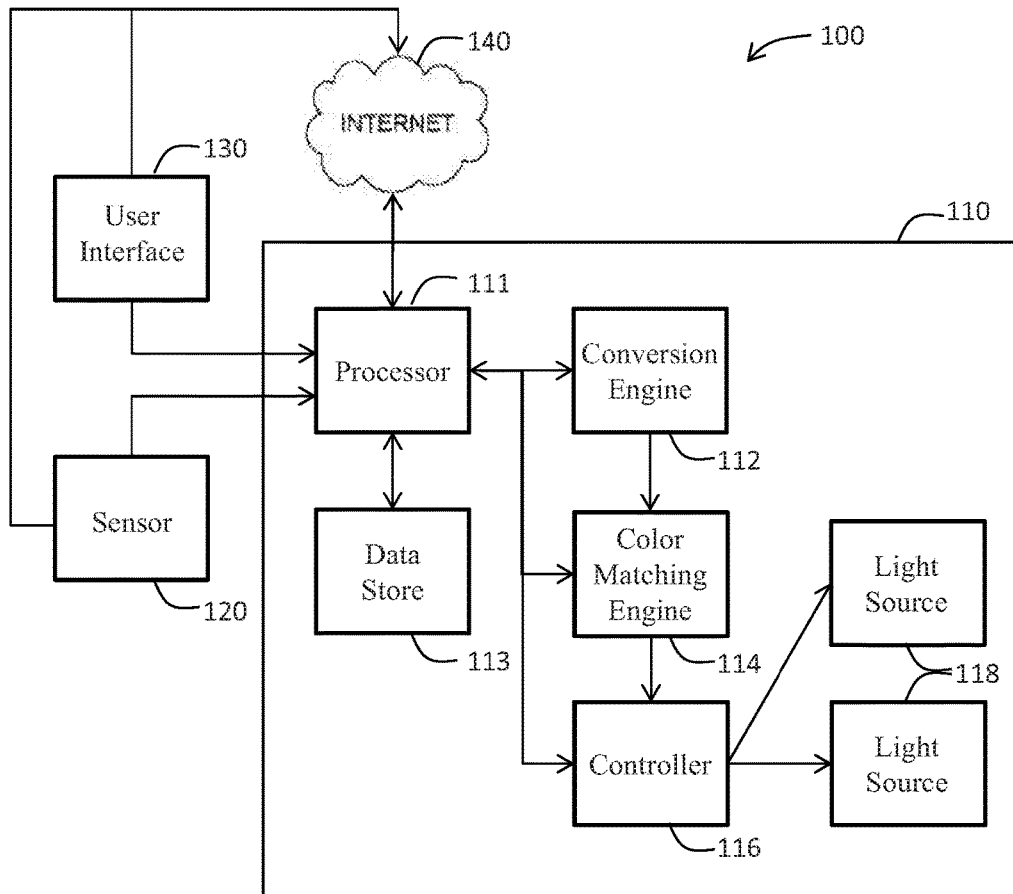 100
140
INTERNET
130
User
Interface
110
111
Processor
Conversion
Engine
112
Sensor
120
Data
Store
113
Color
Matching
Engine
114
Light
Source
118
Controller
116
Light
Source